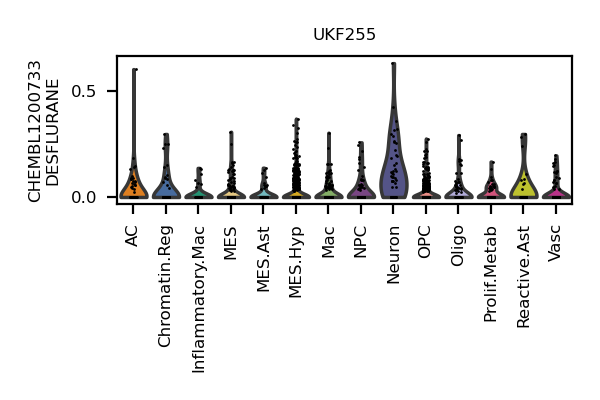 UKF255
CHEMBL1200733
DESFLURANE
0.5
0.0
AC
Chromatin.Reg
Inflammatory.Mac
MES
MES.Ast
MES.Hyp
Mac
NPC
Neuron
OPC
Oligo
Prolif.Metab
Reactive.Ast
Vasc